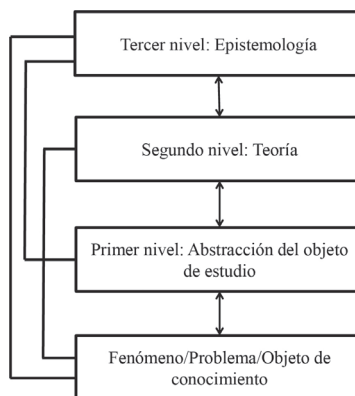 Tercer nivel: Epistemología
Segundo nivel: Teoría
Primer nivel: Abstracción del objeto
de estudio
Fenómeno/Problema/Objeto de
conocimiento